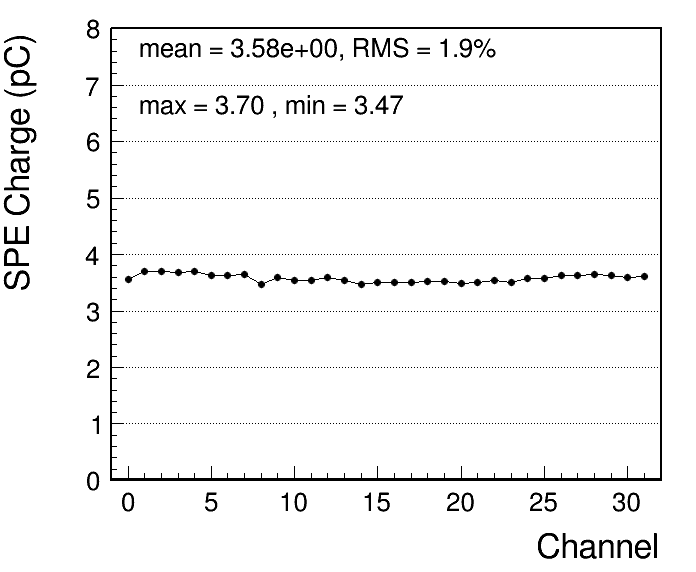 mean = 3.58e+00, RMS = 1.9%
max = 3.70 , min = 3.47
SPE Charge (pC)
8
7
6
5
4
3
2
1
0
0 5 10 15 20 25 30
Channel